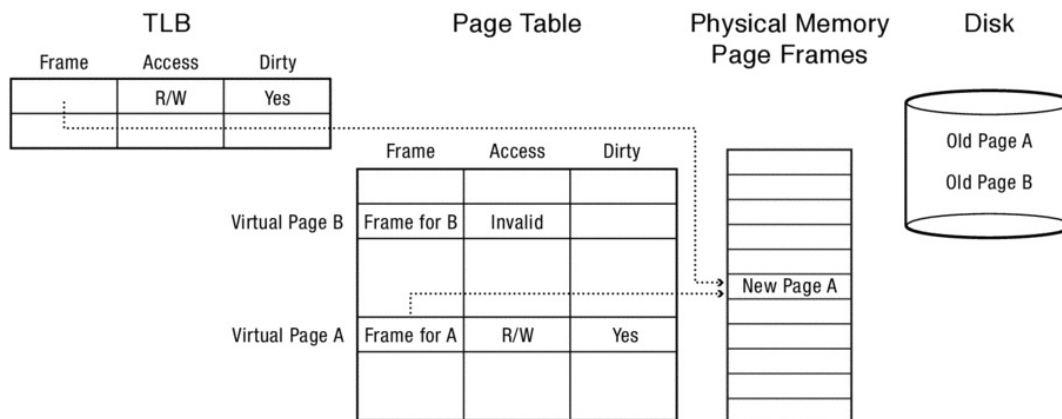 TLB
Page Table
Physical Memory
Page Frames
Disk
Frame Access Dirty
R/W Yes
Old Page A
Old Page B
Frame Access Dirty
Virtual Page B Frame for B Invalid
New Page A
Virtual Page A Frame for A R/W Yes